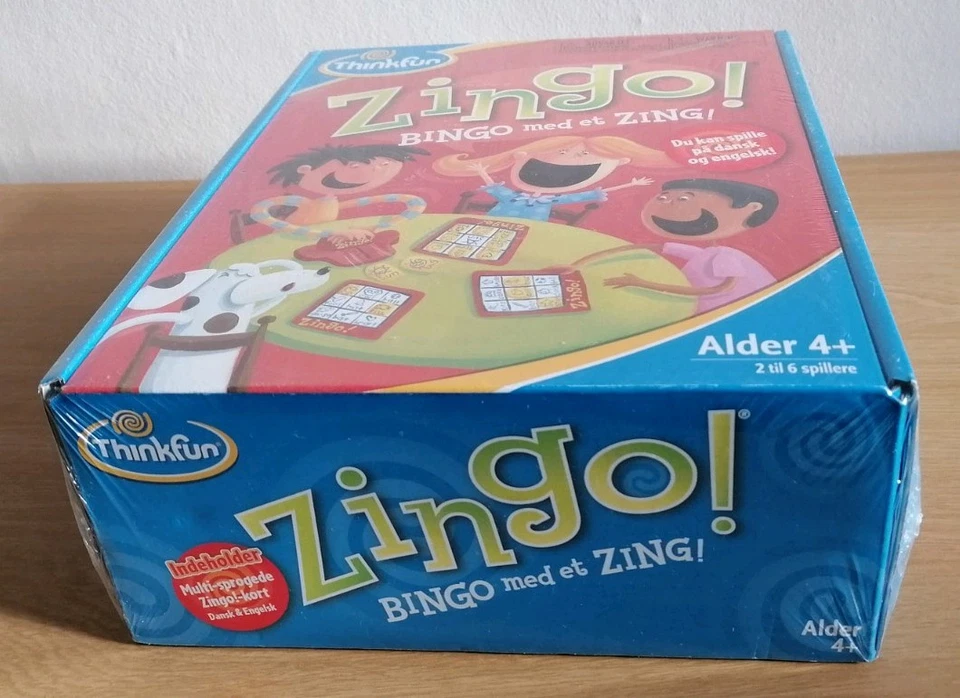 Thinkfun
Zingo!
BINGO med et ZING!
Du kan spille
på dansk
og engelsk!
Zingo!
Zingo!
Zingo!
Alder 4+
2 til 6 spillere
Thinkfun®
Zingo!®
BINGO med et ZING!
Indeholder
Multi-sprogede
Zingo!-kort
Dansk & Engelsk
Alder
4+